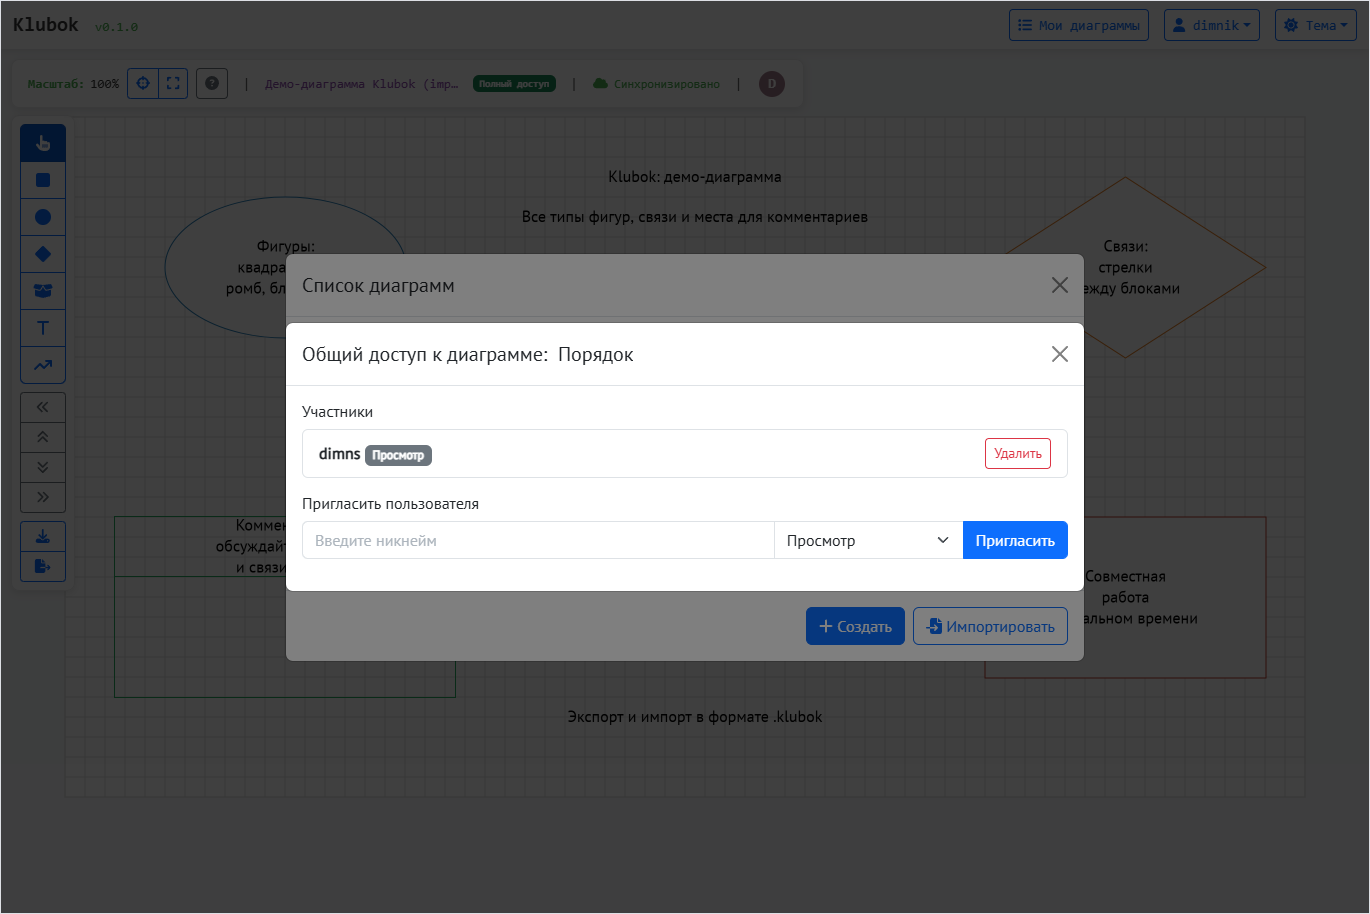 Klubok v0.1.0 Мои диаграммы dimnik Тема
Масштаб: 100% ? | Демо-диаграмма Klubok (imp… Полный доступ | Синхронизировано | D
Klubok: демо-диаграмма
Все типы фигур, связи и места для комментариев
Фигуры:
квадра
ромб, бл
Связи:
стрелки
ежду блоками
T
Список диаграмм
Общий доступ к диаграмме: Порядок
Участники
dimns Просмотр Удалить
Пригласить пользователя
Введите никнейм Просмотр Пригласить
Коммен
обсуждай
и связи
Совместная
работа
альном времени
Создать Импортировать
Экспорт и импорт в формате .klubok